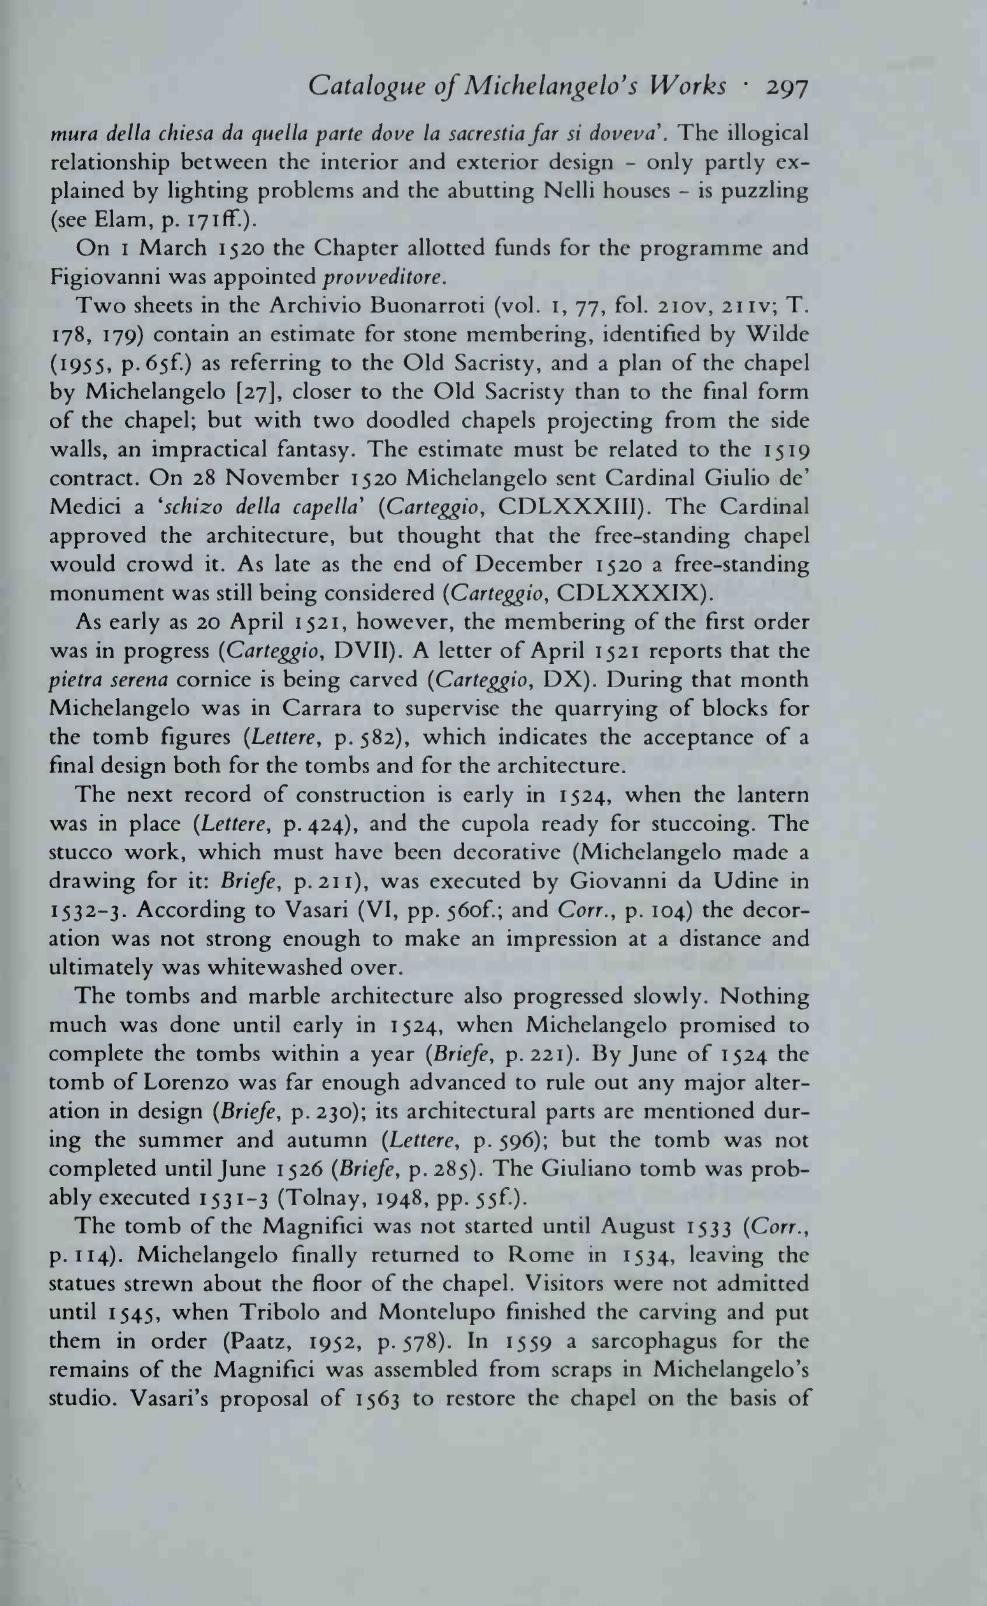 Catalogue of Michelangelo's Works · 297
mura della chiesa da quella parte dove la sacrestia far si doveva'. The illogical
relationship between the interior and exterior design – only partly ex-
plained by lighting problems and the abutting Nelli houses – is puzzling
(see Elam, p. 171ff.).
On 1 March 1520 the Chapter allotted funds for the programme and
Figiovanni was appointed provveditore.
Two sheets in the Archivio Buonarroti (vol. 1, 77, fol. 210v, 211v; T.
178, 179) contain an estimate for stone membering, identified by Wilde
(1955, p. 65f.) as referring to the Old Sacristy, and a plan of the chapel
by Michelangelo [27], closer to the Old Sacristy than to the final form
of the chapel; but with two doodled chapels projecting from the side
walls, an impractical fantasy. The estimate must be related to the 1519
contract. On 28 November 1520 Michelangelo sent Cardinal Giulio de'
Medici a 'schizo della capella' (Carteggio, CDLXXXIII). The Cardinal
approved the architecture, but thought that the free-standing chapel
would crowd it. As late as the end of December 1520 a free-standing
monument was still being considered (Carteggio, CDLXXXIX).
As early as 20 April 1521, however, the membering of the first order
was in progress (Carteggio, DVII). A letter of April 1521 reports that the
pietra serena cornice is being carved (Carteggio, DX). During that month
Michelangelo was in Carrara to supervise the quarrying of blocks for
the tomb figures (Lettere, p. 582), which indicates the acceptance of a
final design both for the tombs and for the architecture.
The next record of construction is early in 1524, when the lantern
was in place (Lettere, p. 424), and the cupola ready for stuccoing. The
stucco work, which must have been decorative (Michelangelo made a
drawing for it: Briefe, p. 211), was executed by Giovanni da Udine in
1532–3. According to Vasari (VI, pp. 560f.; and Corr., p. 104) the decor-
ation was not strong enough to make an impression at a distance and
ultimately was whitewashed over.
The tombs and marble architecture also progressed slowly. Nothing
much was done until early in 1524, when Michelangelo promised to
complete the tombs within a year (Briefe, p. 221). By June of 1524 the
tomb of Lorenzo was far enough advanced to rule out any major alter-
ation in design (Briefe, p. 230); its architectural parts are mentioned dur-
ing the summer and autumn (Lettere, p. 596); but the tomb was not
completed until June 1526 (Briefe, p. 285). The Giuliano tomb was prob-
ably executed 1531–3 (Tolnay, 1948, pp. 55f.).
The tomb of the Magnifici was not started until August 1533 (Corr.,
p. 114). Michelangelo finally returned to Rome in 1534, leaving the
statues strewn about the floor of the chapel. Visitors were not admitted
until 1545, when Tribolo and Montelupo finished the carving and put
them in order (Paatz, 1952, p. 578). In 1559 a sarcophagus for the
remains of the Magnifici was assembled from scraps in Michelangelo's
studio. Vasari's proposal of 1563 to restore the chapel on the basis of